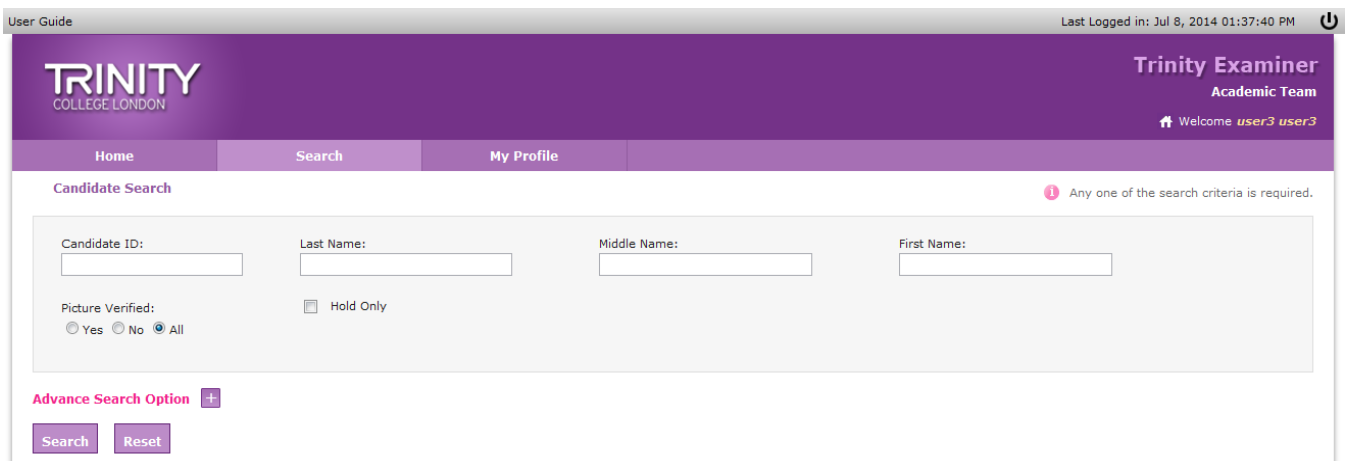 User Guide
Last Logged in: Jul 8, 2014 01:37:40 PM
TRINITY
COLLEGE LONDON
Trinity Examiner
Academic Team
Welcome user3 user3
Home Search My Profile
Candidate Search
Any one of the search criteria is required.
Candidate ID: Last Name: Middle Name: First Name:
Picture Verified: Hold Only
Yes No All
Advance Search Option +
Search Reset